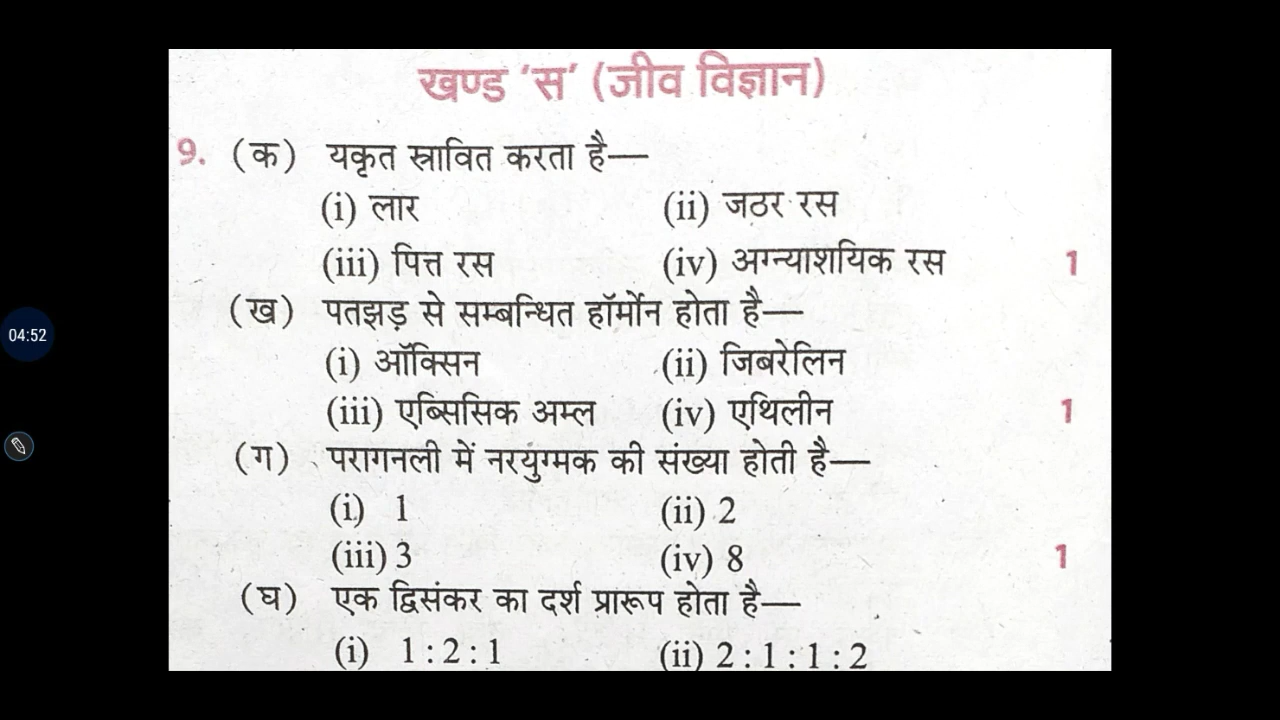 खण्ड 'स' (जीव विज्ञान)
9. (क) यकृत स्रावित करता है—
(i) लार (ii) जठर रस
(iii) पित्त रस (iv) अग्न्याशयिक रस 1
(ख) पतझड़ से सम्बन्धित हॉर्मोन होता है—
04:52
(i) ऑक्सिन (ii) जिबरेलिन
(iii) एब्सिसिक अम्ल (iv) एथिलीन 1
(ग) परागनली में नरयुग्मक की संख्या होती है—
(i) 1 (ii) 2
(iii) 3 (iv) 8 1
(घ) एक द्विसंकर का दर्श प्रारूप होता है—
(i) 1 : 2 : 1 (ii) 2 : 1 : 1 : 2